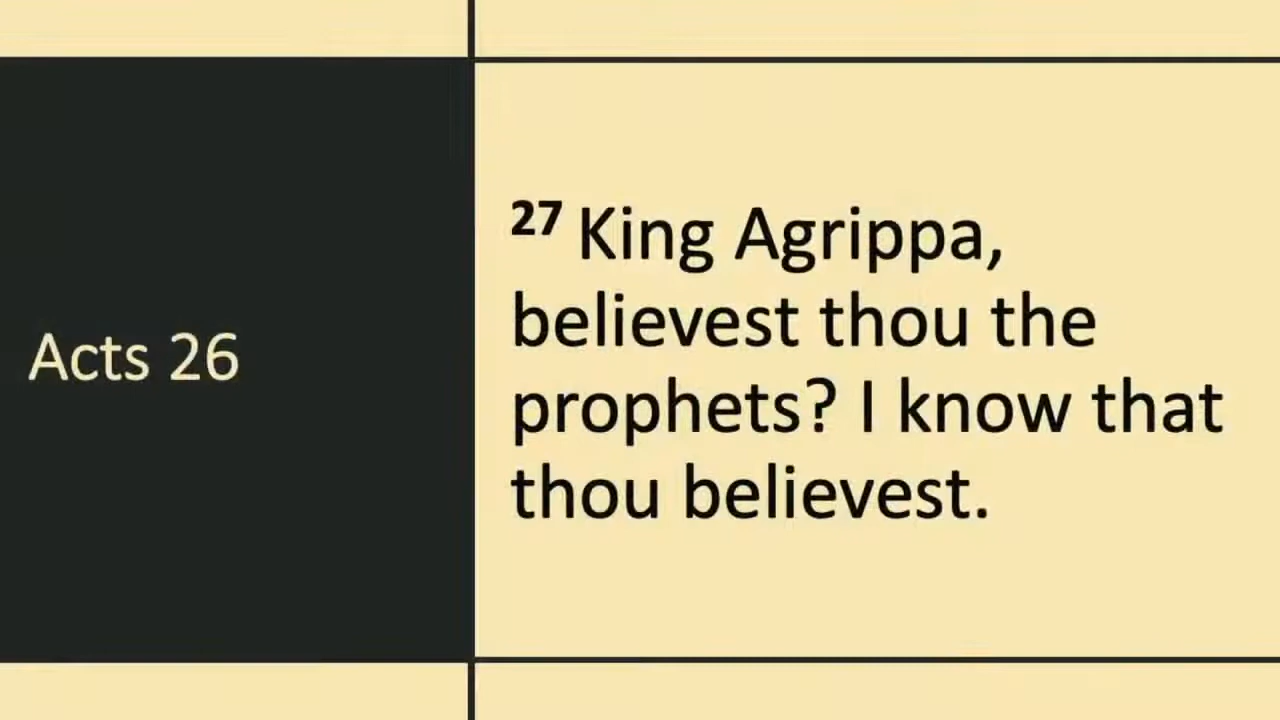 Acts 26
27 King Agrippa,
believest thou the
prophets? I know that
thou believest.